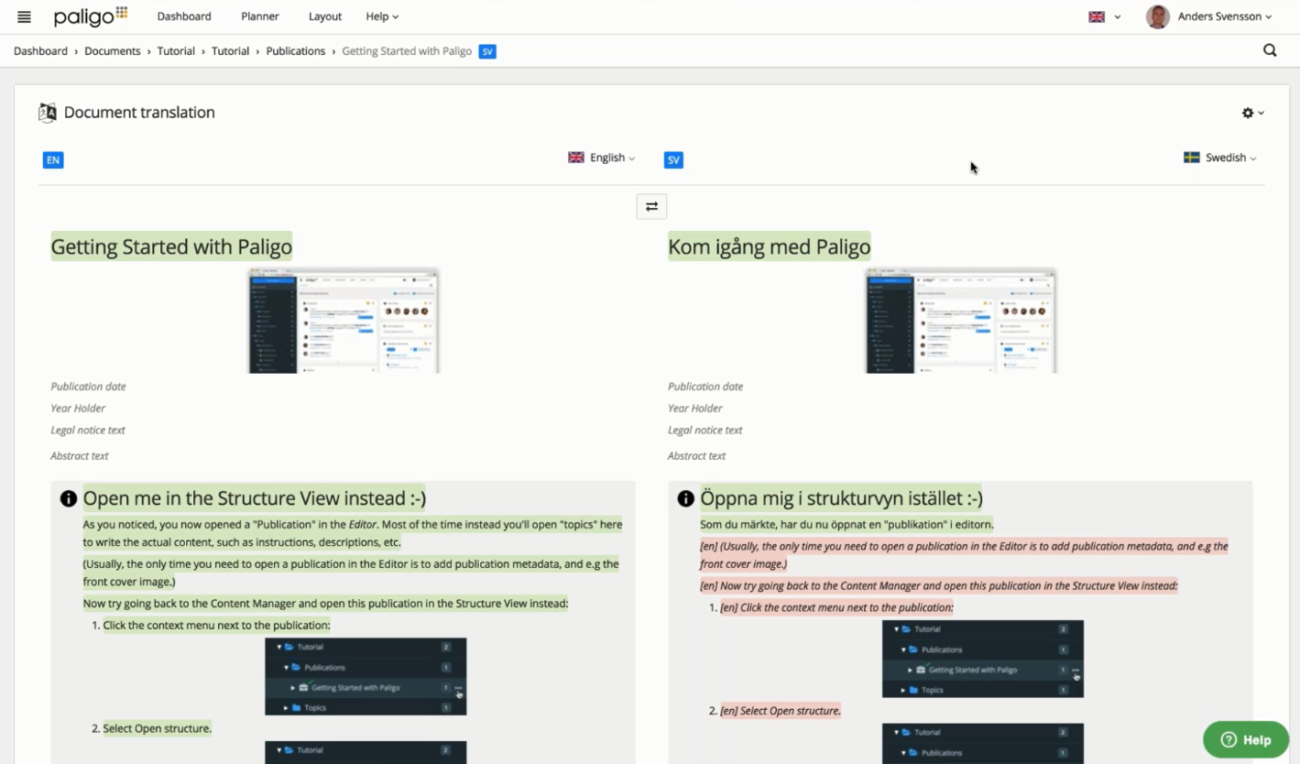 paligo Dashboard Planner Layout Help Anders Svensson
Dashboard › Documents › Tutorial › Tutorial › Publications › Getting Started with Paligo SV
Document translation
EN English SV Swedish
Getting Started with Paligo
Publication date
Year Holder
Legal notice text
Abstract text
Open me in the Structure View instead :-)
As you noticed, you now opened a "Publication" in the Editor. Most of the time instead you'll open "topics" here
to write the actual content, such as instructions, descriptions, etc.
(Usually, the only time you need to open a publication in the Editor is to add publication metadata, and e.g the
front cover image.)
Now try going back to the Content Manager and open this publication in the Structure View instead:
1. Click the context menu next to the publication:
Tutorial 2
Publications 1
Getting Started with Paligo 1
Topics 1
2. Select Open structure.
Tutorial 2
Kom igång med Paligo
Publication date
Year Holder
Legal notice text
Abstract text
Öppna mig i strukturvyn istället :-)
Som du märkte, har du nu öppnat en "publikation" i editorn.
[en] (Usually, the only time you need to open a publication in the Editor is to add publication metadata, and e.g the
front cover image.)
[en] Now try going back to the Content Manager and open this publication in the Structure View instead:
1. [en] Click the context menu next to the publication:
Tutorial 2
Publications 1
Getting Started with Paligo 1
Topics 1
2. [en] Select Open structure.
Tutorial 2
Publications 1
Help